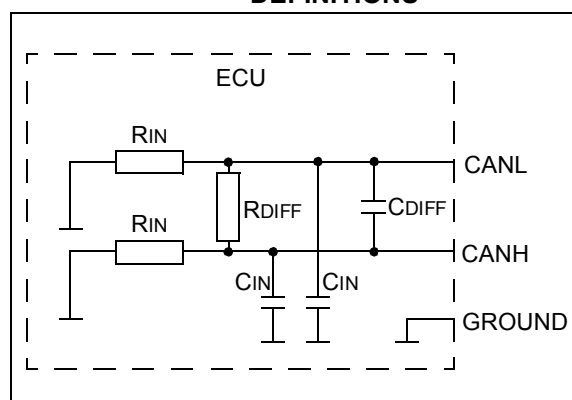 DEFINITIONS
ECU
RIN
CANL
RDIFF
CDIFF
RIN
CANH
CIN
CIN
GROUND